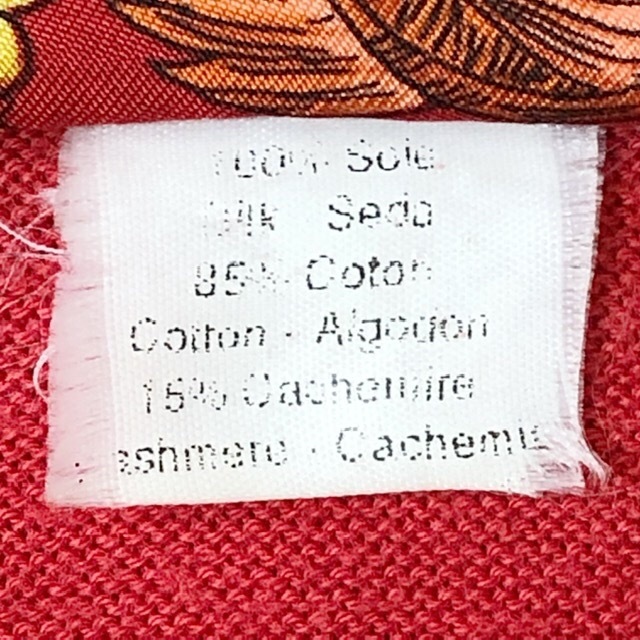 100% Soie
Silk - Seda
85% Coton
Cotton - Algodon
15% Cachemire
ashmere - Cachemi